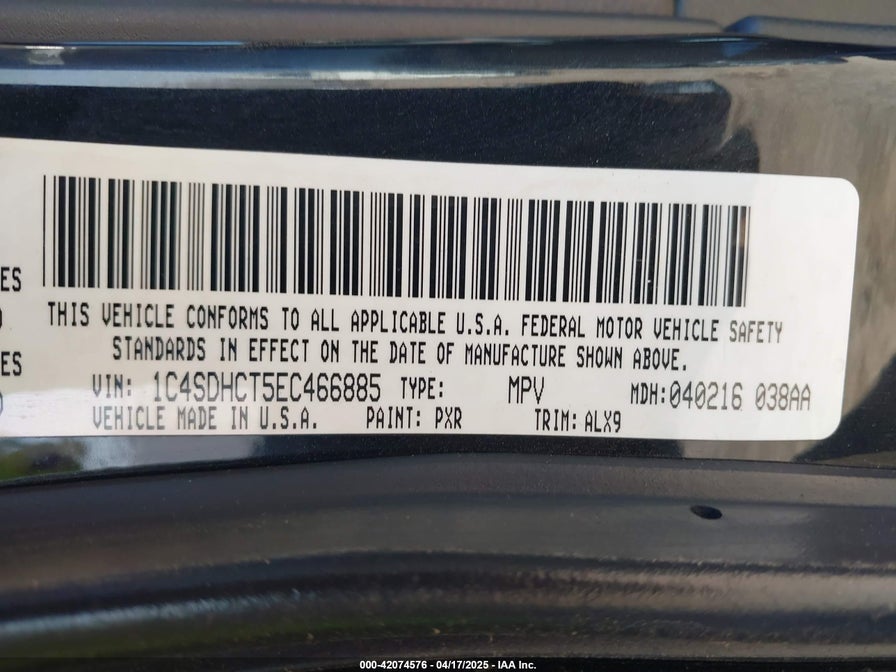 ES
THIS VEHICLE CONFORMS TO ALL APPLICABLE U.S.A. FEDERAL MOTOR VEHICLE SAFETY
ES
STANDARDS IN EFFECT ON THE DATE OF MANUFACTURE SHOWN ABOVE.
VIN: 1C4SDHCT5EC466885 TYPE: MPV MDH: 040216 038AA
VEHICLE MADE IN U.S.A. PAINT: PXR TRIM: ALX9
000-42074576 - 04/17/2025 - IAA Inc.